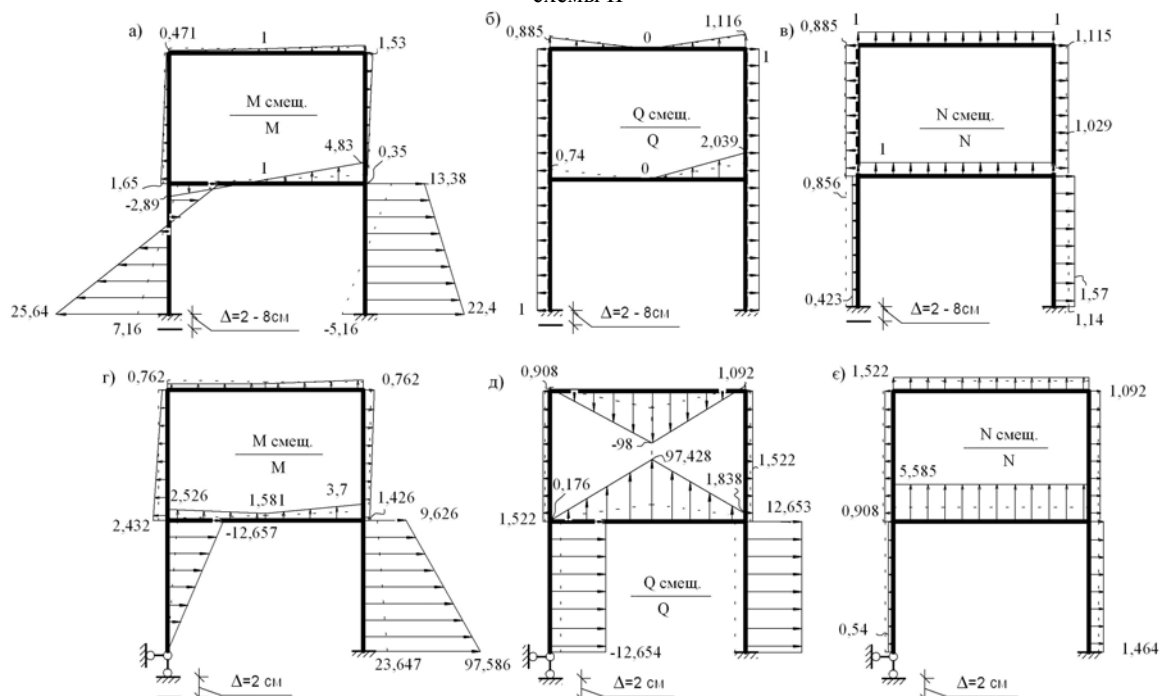 а)
0,471
1
1,53
М смещ.
М
4,83
1
0,35
1,65
-2,89
13,38
25,64
7,16
Δ=2 - 8см
-5,16
22,4
б)
0,885
0
1,116
1
Q смещ.
Q
2,039
0,74
0
1
Δ=2 - 8см
в)
1
1
0,885
1,115
N смещ.
N
1,029
1
0,856
0,423
1,57
1,14
Δ=2 - 8см
г)
0,762
0,762
М смещ.
М
2,526
1,581
3,7
1,426
2,432
-12,657
9,626
23,647
97,586
Δ=2 см
д)
0,908
1,092
-98
97,428
1,522
0,176
1,838
1,522
12,653
Q смещ.
Q
-12,654
Δ=2 см
є)
1,522
1,092
N смещ.
N
5,585
0,908
0,54
1,464
Δ=2 см